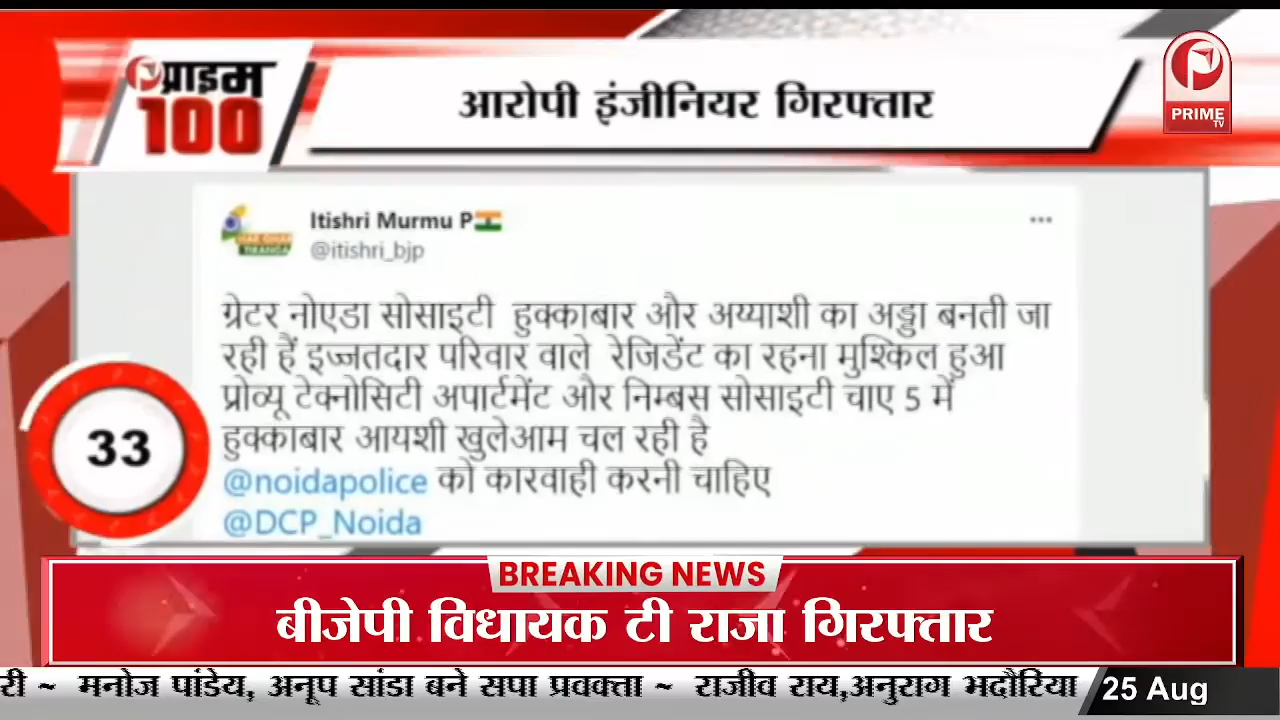 प्राइम
100
आरोपी इंजीनियर गिरफ्तार
PRIME
TV
Itishri Murmu P
@itishri_bjp
ग्रेटर नोएडा सोसाइटी हुक्काबार और अय्याशी का अड्डा बनती जा
रही हैं इज्जतदार परिवार वाले रेजिडेंट का रहना मुश्किल हुआ
प्रोव्यू टेक्नोसिटी अपार्टमेंट और निम्बस सोसाइटी चाए 5 में
हुक्काबार आयशी खुलेआम चल रही है
@noidapolice को कारवाही करनी चाहिए
@DCP_Noida
33
BREAKING NEWS
बीजेपी विधायक टी राजा गिरफ्तार
री ~ मनोज पांडेय, अनूप सांडा बने सपा प्रवक्ता ~ राजीव राय,अनुराग भदौरिया
25 Aug